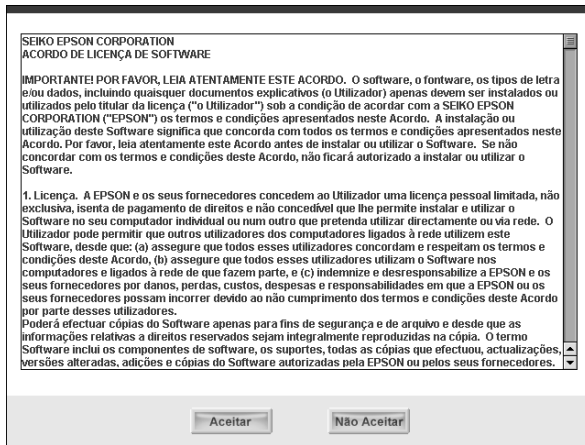 SEIKO EPSON CORPORATION
ACORDO DE LICENÇA DE SOFTWARE
IMPORTANTE! POR FAVOR, LEIA ATENTAMENTE ESTE ACORDO.  O software, o fontware, os tipos de letra
e/ou dados, incluindo quaisquer documentos explicativos (o Utilizador) apenas devem ser instalados ou
utilizados pelo titular da licença ("o Utilizador") sob a condição de acordar com a SEIKO EPSON
CORPORATION ("EPSON") os termos e condições apresentados neste Acordo.  A instalação ou
utilização deste Software significa que concorda com todos os termos e condições apresentados neste
Acordo. Por favor, leia atentamente este Acordo antes de instalar ou utilizar o Software.  Se não
concordar com os termos e condições deste Acordo, não ficará autorizado a instalar ou utilizar o
Software.
1. Licença.  A EPSON e os seus fornecedores concedem ao Utilizador uma licença pessoal limitada, não
exclusiva, isenta de pagamento de direitos e não concedível que lhe permite instalar e utilizar o
Software no seu computador individual ou num outro que pretenda utilizar directamente ou via rede.  O
Utilizador pode permitir que outros utilizadores dos computadores ligados à rede utilizem este
Software, desde que: (a) assegure que todos esses utilizadores concordam e respeitam os termos e
condições deste Acordo, (b) assegure que todos esses utilizadores utilizam o Software nos
computadores e ligados à rede de que fazem parte, e (c) indemnize e desresponsabilize a EPSON e os
seus fornecedores por danos, perdas, custos, despesas e responsabilidades em que a EPSON ou os
seus fornecedores possam incorrer devido ao não cumprimento dos termos e condições deste Acordo
por parte desses utilizadores.
Poderá efectuar cópias do Software apenas para fins de segurança e de arquivo e desde que as
informações relativas a direitos reservados sejam integralmente reproduzidas na cópia.  O termo
Software inclui os componentes de software, os suportes, todas as cópias que efectuou, actualizações,
versões alteradas, adições e cópias do Software autorizadas pela EPSON ou pelos seus fornecedores.
Aceitar
Não Aceitar